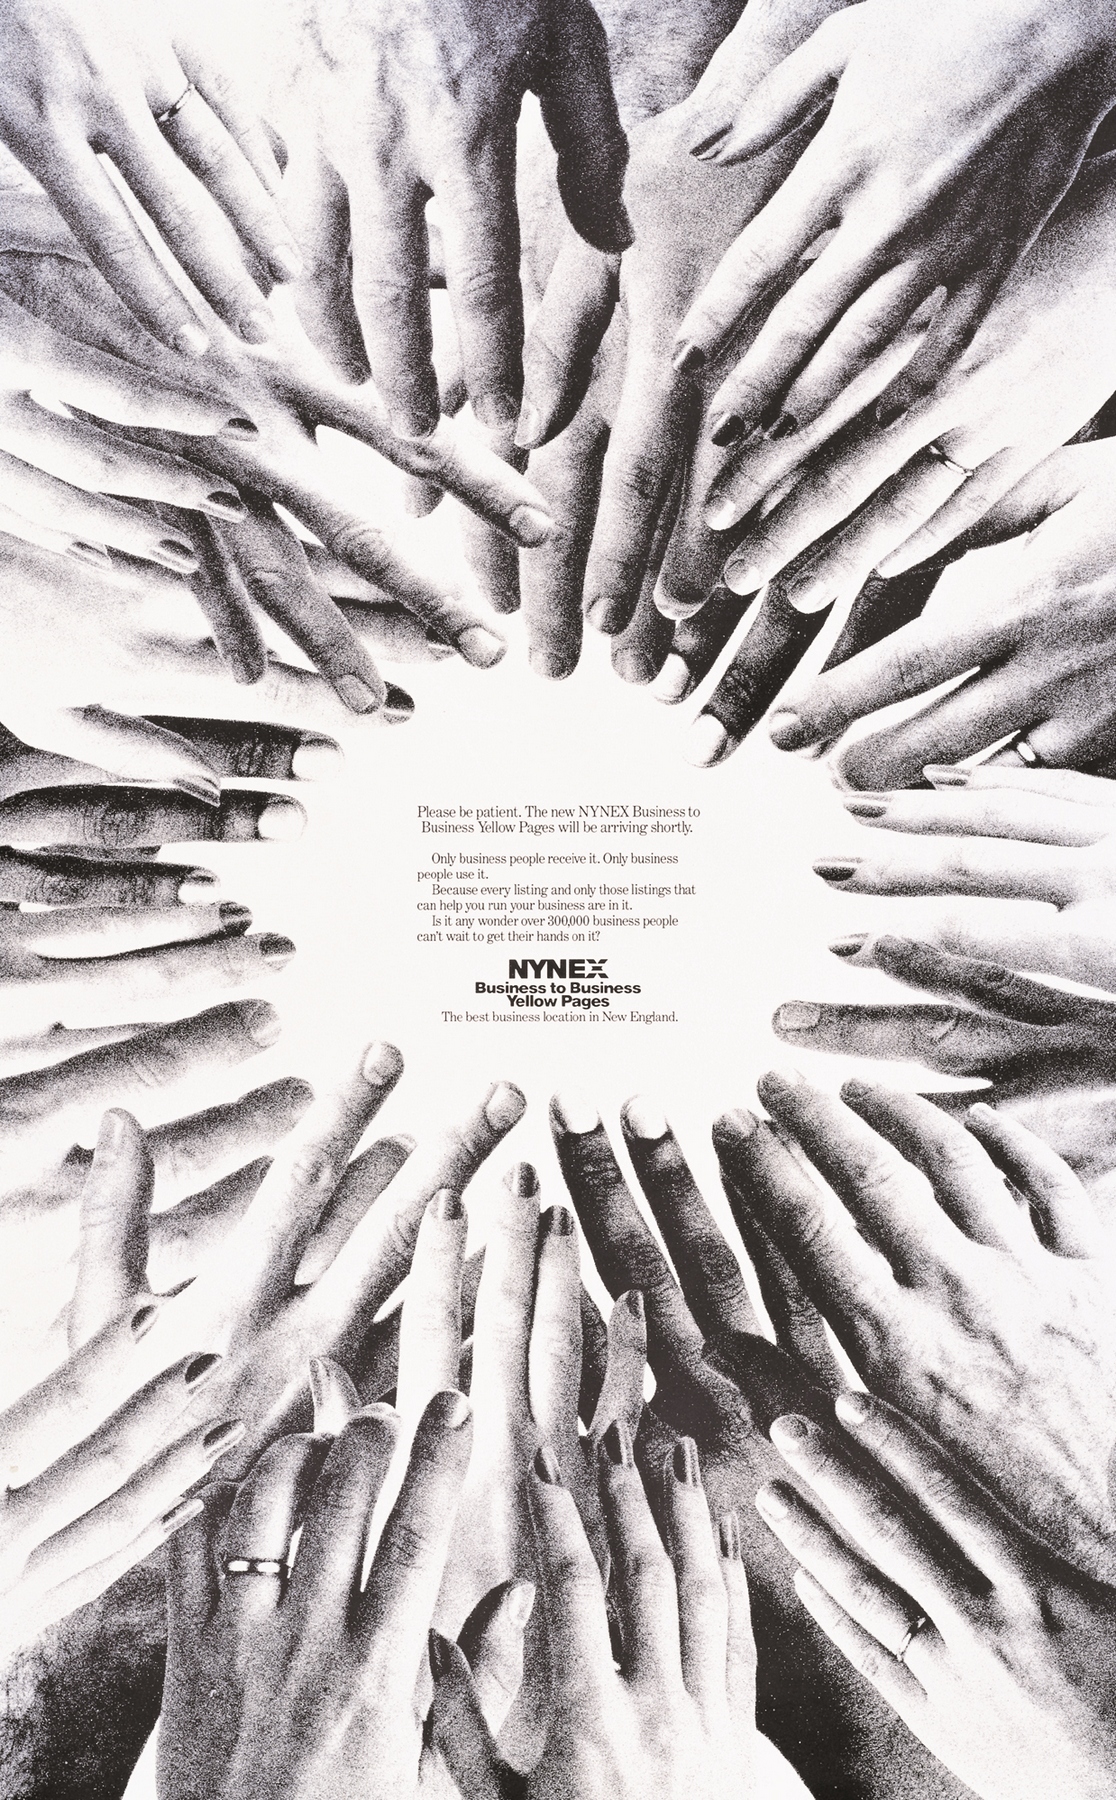 Please be patient. The new NYNEX Business to
Business Yellow Pages will be arriving shortly.
Only business people receive it. Only business
people use it.
Because every listing and only those listings that
can help you run your business are in it.
Is it any wonder over 300,000 business people
can't wait to get their hands on it?
NYNEX
Business to Business
Yellow Pages
The best business location in New England.